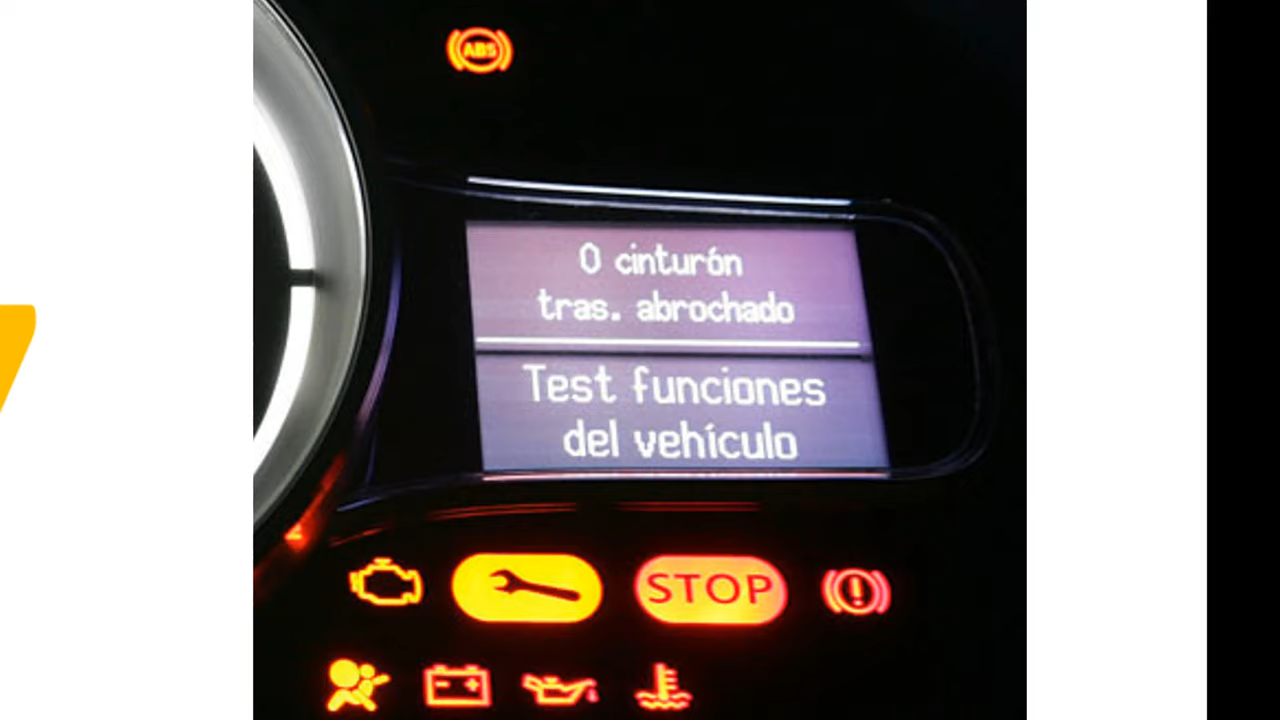 ABS
0 cinturón
tras. abrochado
Test funciones
del vehículo
STOP